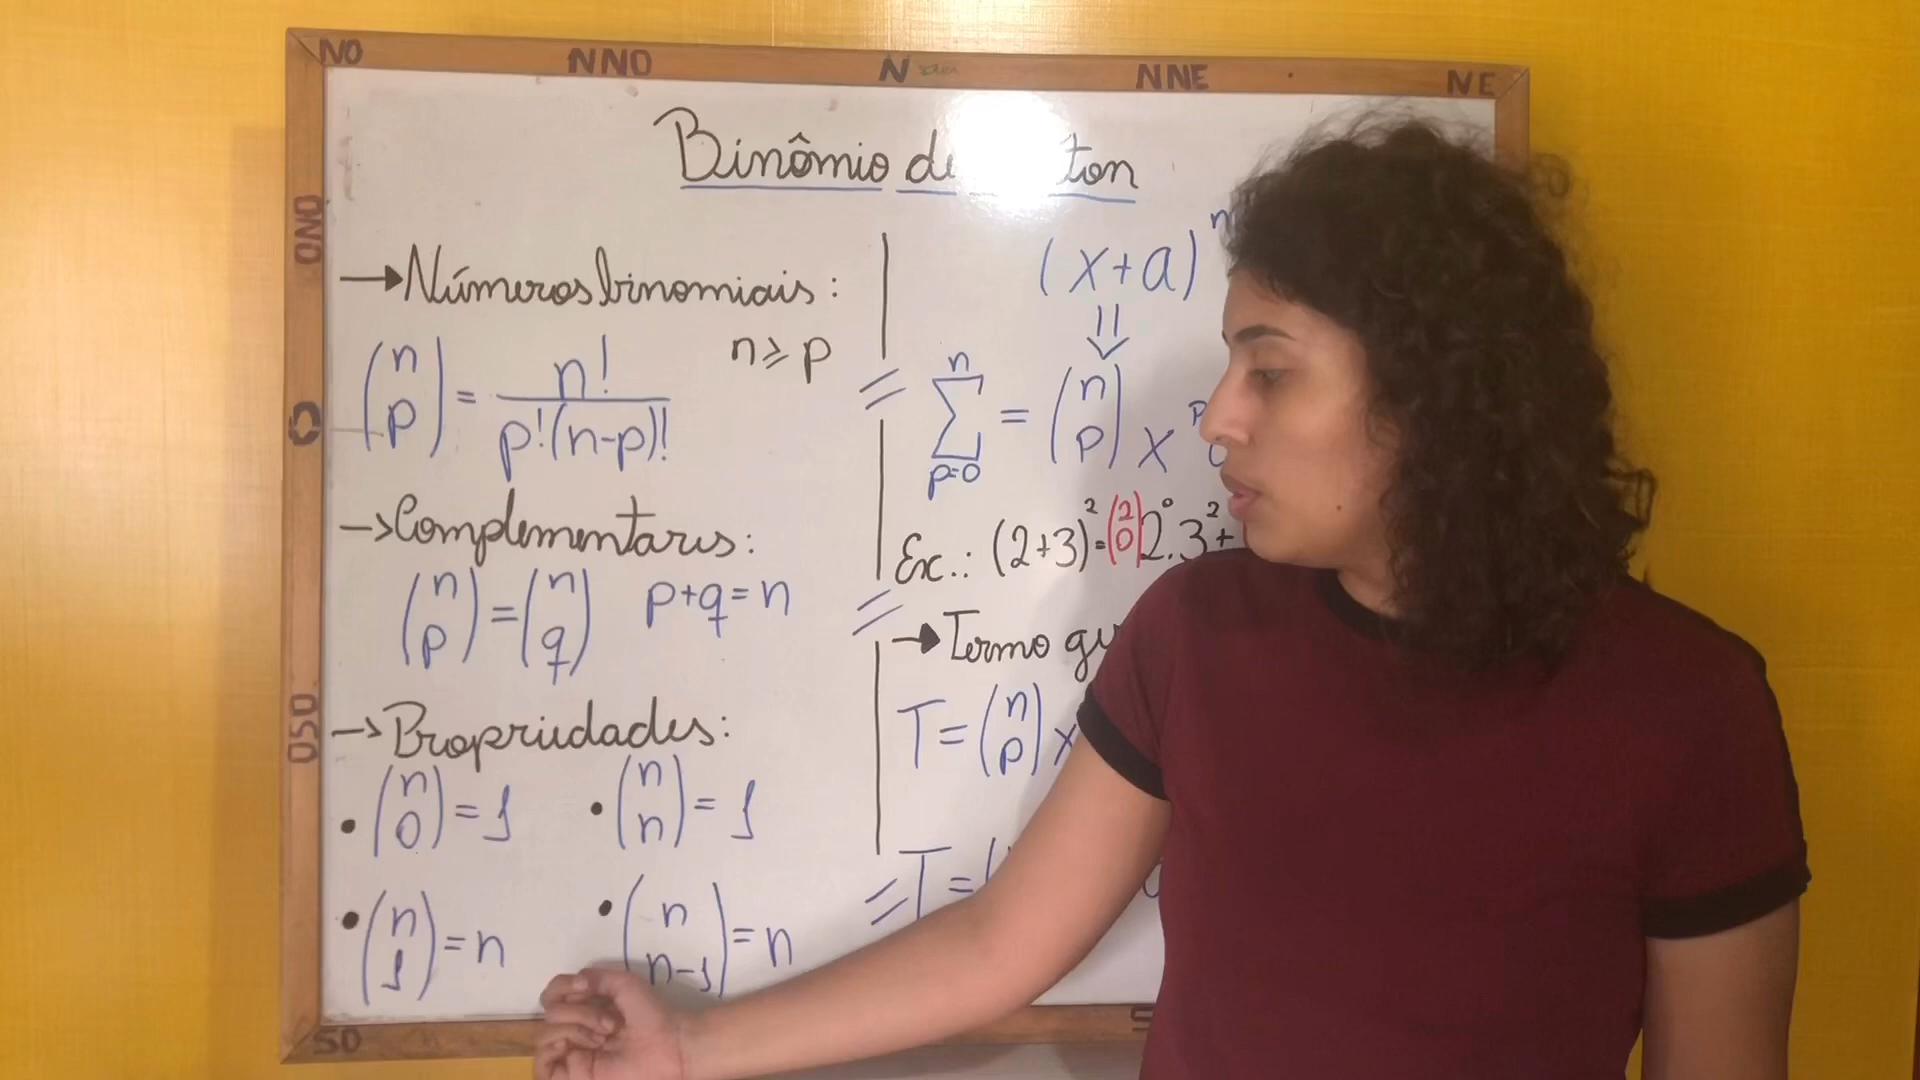 NO NNO N NNE NE
ONO
O
OSO
SO
Binômio de ton
→Números binomiais:
(n p) = n! / p!(n-p)! n≥p
→Complementares:
(n p) = (n q) p+q=n
→Propriedades:
• (n 0) = 1 • (n n) = 1
• (n 1) = n • (n n-1) = n
(x+a)^n
⇓
n ∑ p=0 = (n p) x^p
Ex.: (2+3)² = (2 0) 2⁰.3² +
→Termo
T = (n p) x
T = (